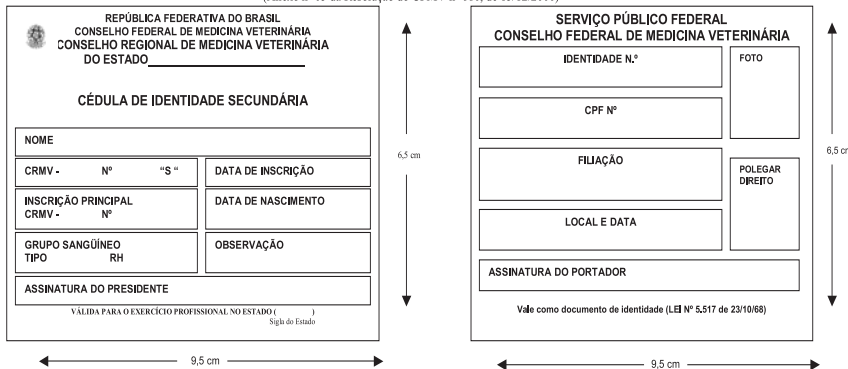 REPÚBLICA FEDERATIVA DO BRASIL
CONSELHO FEDERAL DE MEDICINA VETERINÁRIA
CONSELHO REGIONAL DE MEDICINA VETERINÁRIA
DO ESTADO
CÉDULA DE IDENTIDADE SECUNDÁRIA
NOME
CRMV - Nº "S "
DATA DE INSCRIÇÃO
INSCRIÇÃO PRINCIPAL
CRMV - Nº
DATA DE NASCIMENTO
GRUPO SANGÜÍNEO
TIPO RH
OBSERVAÇÃO
ASSINATURA DO PRESIDENTE
VÁLIDA PARA O EXERCÍCIO PROFISSIONAL NO ESTADO ( )
Sigla do Estado
6,5 cm
9,5 cm
SERVIÇO PÚBLICO FEDERAL
CONSELHO FEDERAL DE MEDICINA VETERINÁRIA
IDENTIDADE N.º
FOTO
CPF Nº
FILIAÇÃO
POLEGAR
DIREITO
LOCAL E DATA
ASSINATURA DO PORTADOR
Vale como documento de identidade (LEI Nº 5.517 de 23/10/68)
6,5 cm
9,5 cm